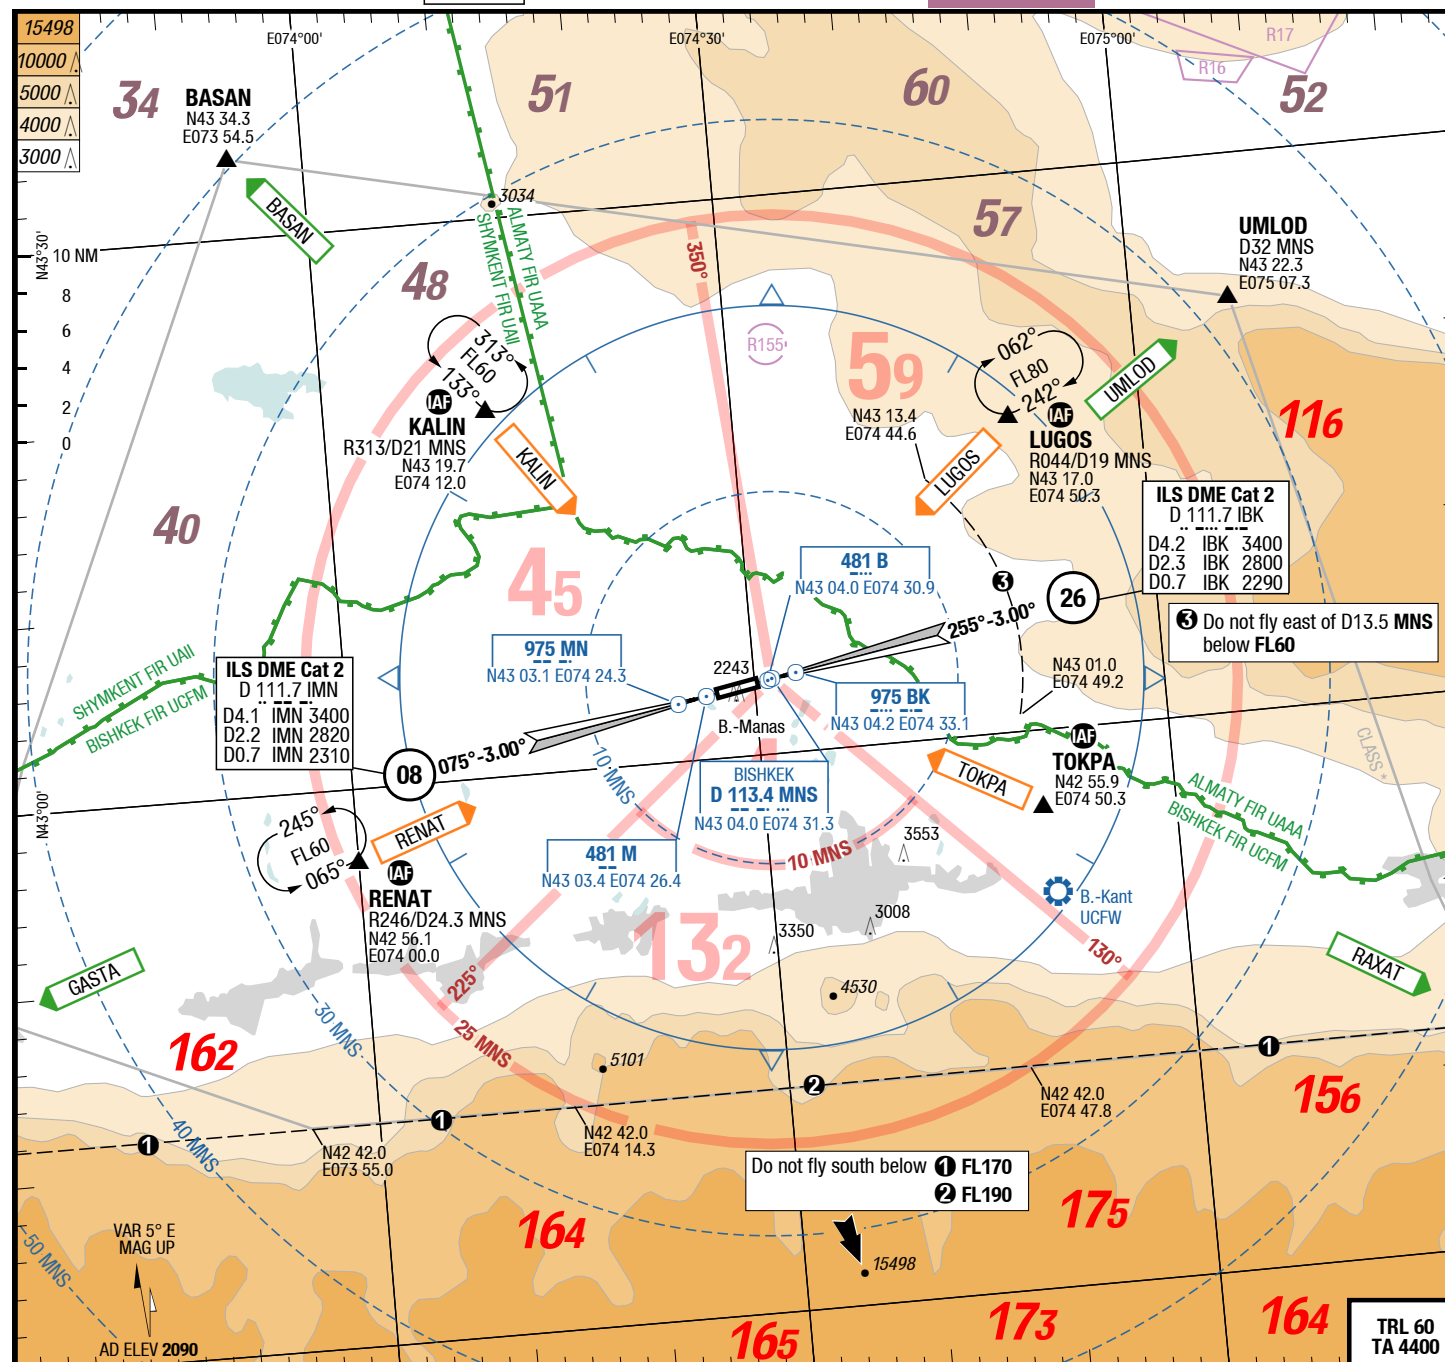 15498
10000
5000
4000
3000
E074°00'
E074°30'
E075°00'
R17
R16
34
51
60
52
BASAN
N43 34.3
E073 54.5
BASAN
3034
ALMATY FIR UAAA
SHYMKENT FIR UAII
57
UMLOD
D32 MNS
N43 22.3
E075 07.3
N43°30'
10 NM
8
6
4
2
0
48
350°
R155
313°
FL60
133°
IAF
KALIN
R313/D21 MNS
N43 19.7
E074 12.0
KALIN
59
062°
FL80
242°
IAF
LUGOS
R044/D19 MNS
N43 17.0
E074 50.3
UMLOD
N43 13.4
E074 44.6
LUGOS
116
40
45
ILS DME Cat 2
D 111.7 IBK
D4.2 IBK 3400
D2.3 IBK 2800
D0.7 IBK 2290
481 B
N43 04.0 E074 30.9
3
26
255°-3.00°
3 Do not fly east of D13.5 MNS
below FL60
975 MN
N43 03.1 E074 24.3
2243
N43 01.0
E074 49.2
SHYMKENT FIR UAII
BISHKEK FIR UCFM
ILS DME Cat 2
D 111.7 IMN
D4.1 IMN 3400
D2.2 IMN 2820
D0.7 IMN 2310
975 BK
N43 04.2 E074 33.1
B.-Manas
08
075°-3.00°
10 MNS
BISHKEK
D 113.4 MNS
N43 04.0 E074 31.3
TOKPA
IAF
TOKPA
N42 55.9
E074 50.3
CLASS *
ALMATY FIR UAAA
BISHKEK FIR UCFM
N43°00'
245°
FL60
065°
RENAT
IAF
RENAT
R246/D24.3 MNS
N42 56.1
E074 00.0
481 M
N43 03.4 E074 26.4
10 MNS
3553
3008
3350
B.-Kant
UCFW
132
130°
GASTA
RAXAT
225°
25 MNS
30 MNS
4530
162
5101
1
2
1
1
156
N42 42.0
E074 47.8
40 MNS
N42 42.0
E073 55.0
N42 42.0
E074 14.3
Do not fly south below 1 FL170
2 FL190
164
175
50 MNS
VAR 5° E
MAG UP
15498
AD ELEV 2090
165
173
164
TRL 60
TA 4400